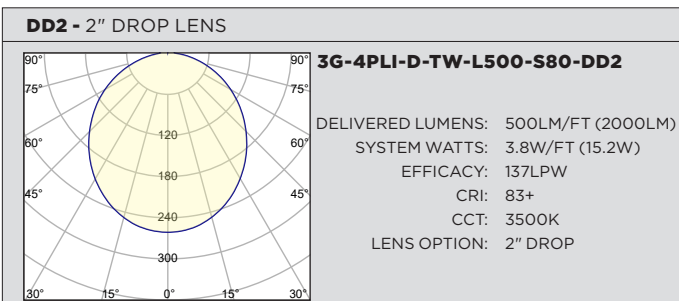 DD2 - 2" DROP LENS
90° 90°
3G-4PLI-D-TW-L500-S80-DD2
75° 75°
DELIVERED LUMENS: 500LM/FT (2000LM)
120
60° 60°
SYSTEM WATTS: 3.8W/FT (15.2W)
EFFICACY: 137LPW
180
45° 45°
CRI: 83+
240
CCT: 3500K
LENS OPTION: 2" DROP
300
30° 15° 0° 15° 30°